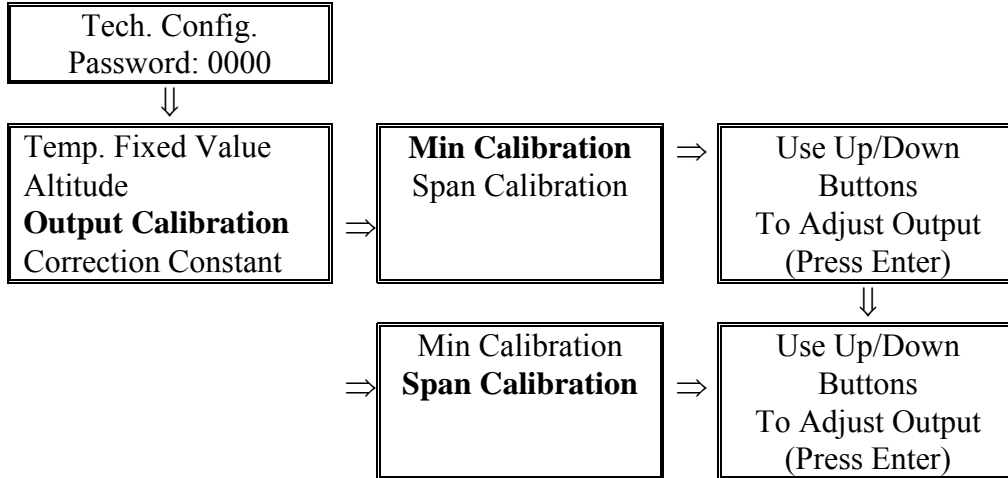 Tech. Config.
Password: 0000
⇓
Temp. Fixed Value
Altitude
Output Calibration
Correction Constant
⇒
Min Calibration
Span Calibration
⇒
Use Up/Down
Buttons
To Adjust Output
(Press Enter)
⇓
⇒
Min Calibration
Span Calibration
⇒
Use Up/Down
Buttons
To Adjust Output
(Press Enter)